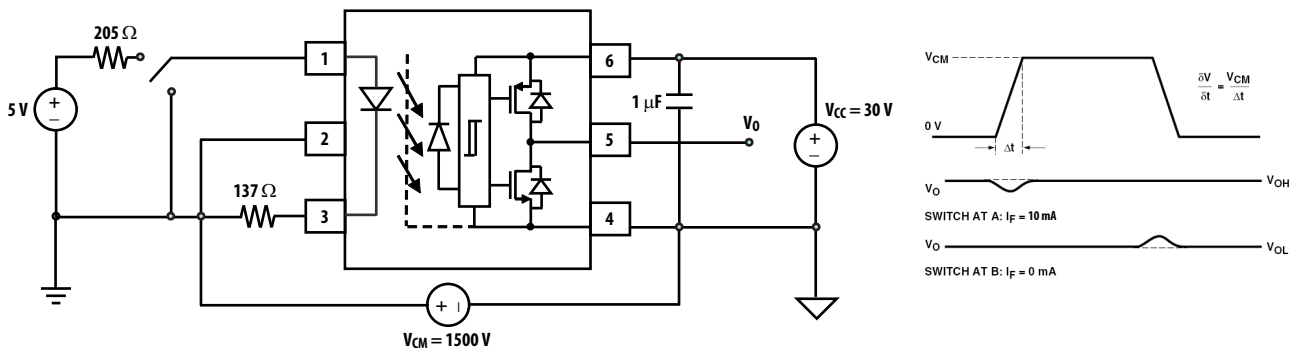 205 Ω
5 V
+
−
137 Ω
1
2
3
6
5
4
1 μF
V_O
V_CC = 30 V
+
−
+ −
V_CM = 1500 V
V_CM
0 V
Δt
δV/δt = V_CM/Δt
V_O
V_OH
SWITCH AT A: I_F = 10 mA
V_O
V_OL
SWITCH AT B: I_F = 0 mA